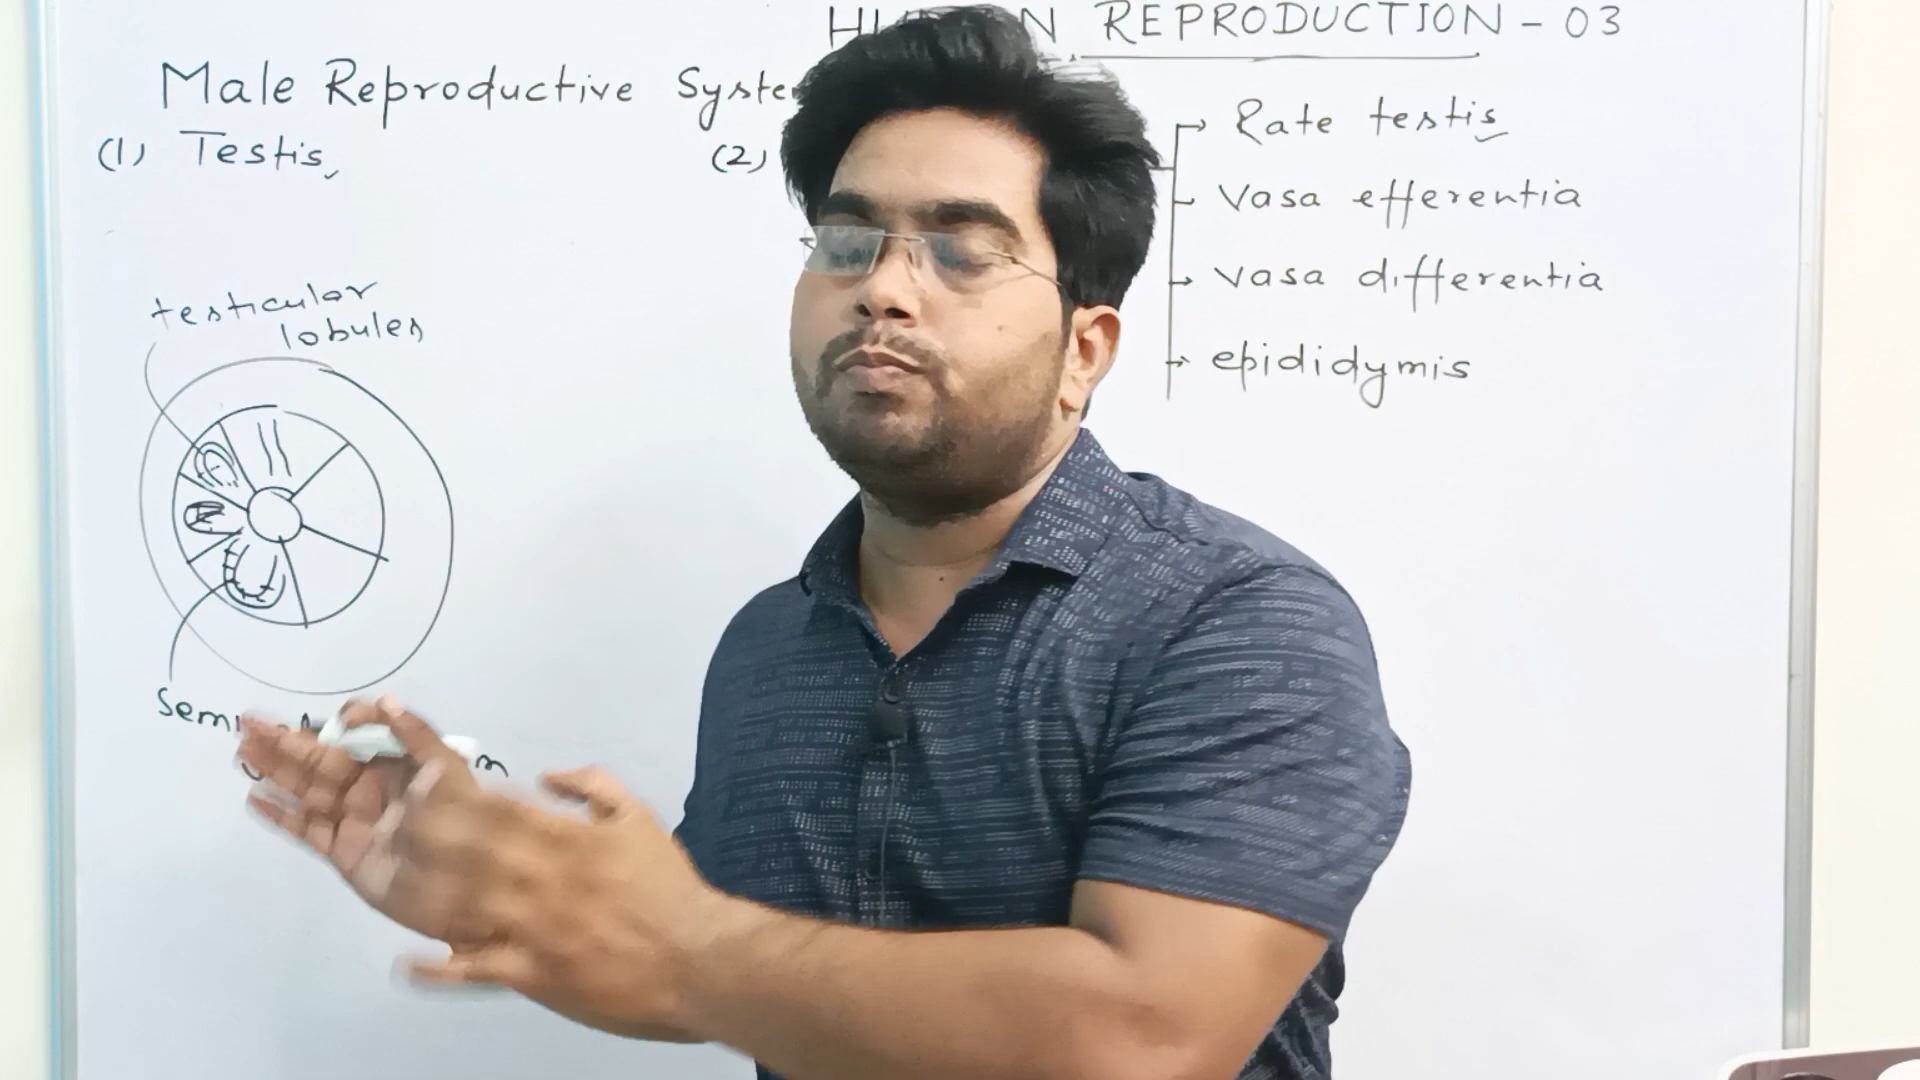 REPRODUCTION - 03
Male Reproductive
(1) Testis,
(2)
Rate testis
Vasa efferentia
Vasa differentia
epididymis
testicular
lobules